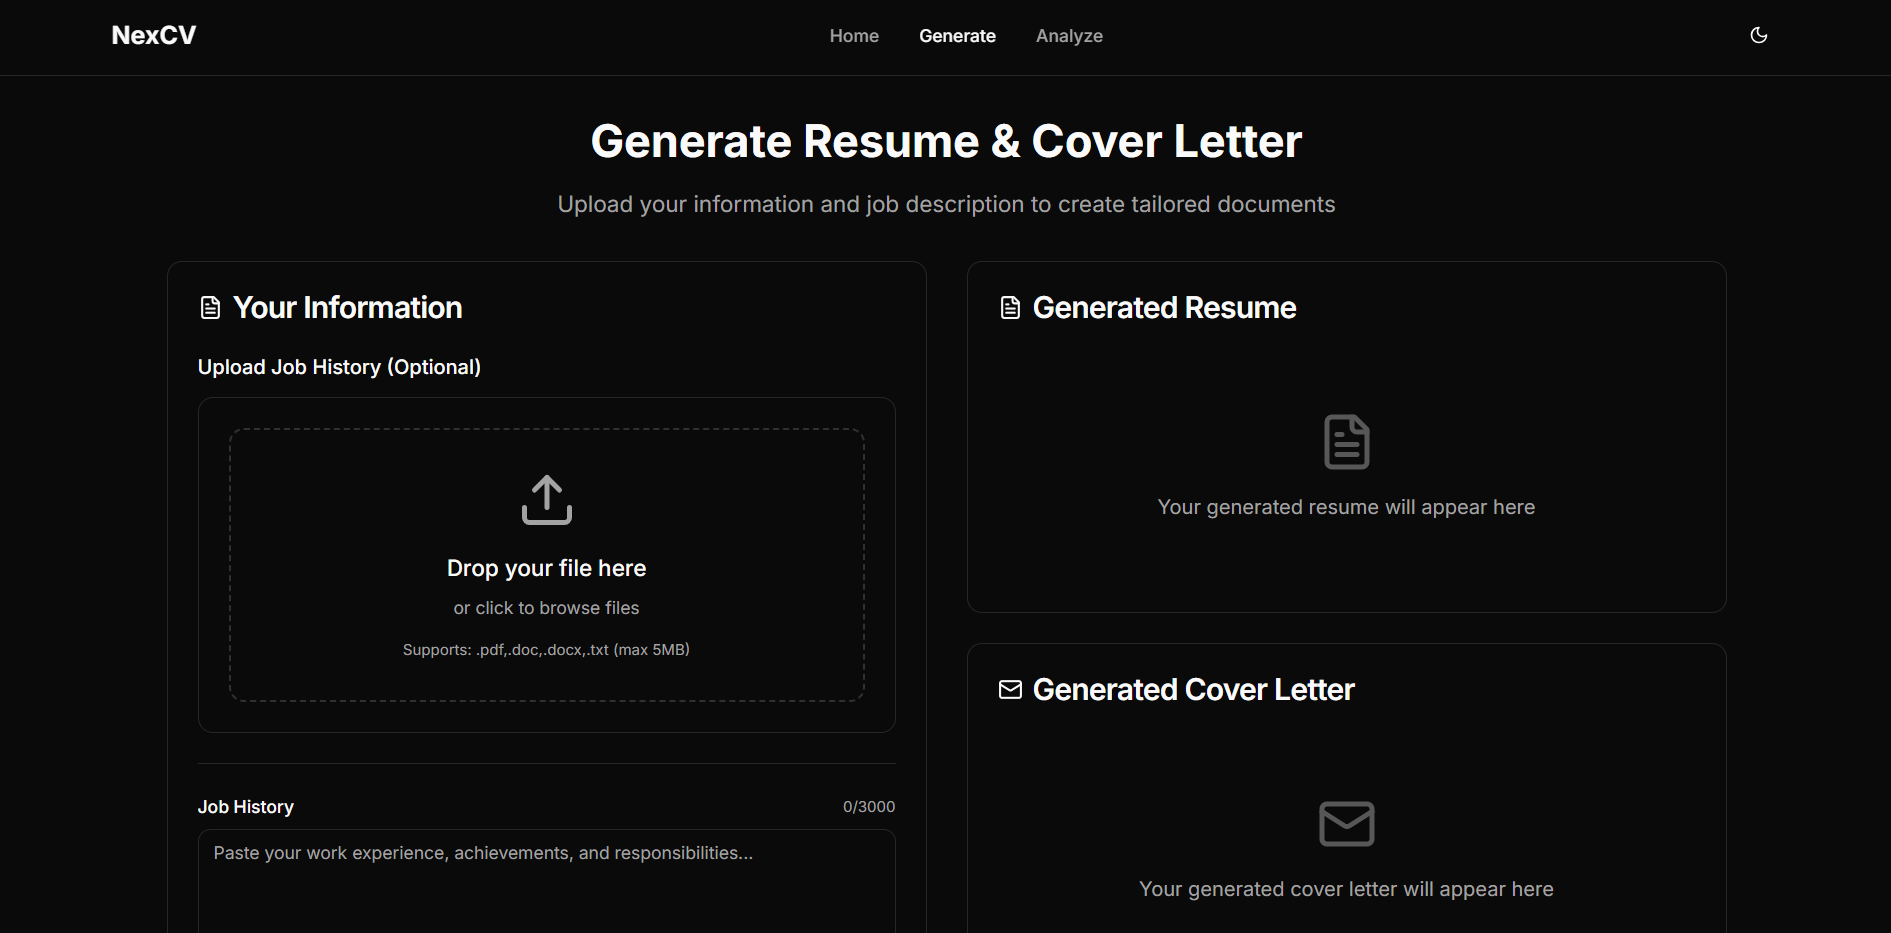 NexCV
Home
Generate
Analyze
Generate Resume & Cover Letter
Upload your information and job description to create tailored documents
Your Information
Upload Job History (Optional)
Drop your file here
or click to browse files
Supports: .pdf,.doc,.docx,.txt (max 5MB)
Job History
0/3000
Paste your work experience, achievements, and responsibilities...
Generated Resume
Your generated resume will appear here
Generated Cover Letter
Your generated cover letter will appear here